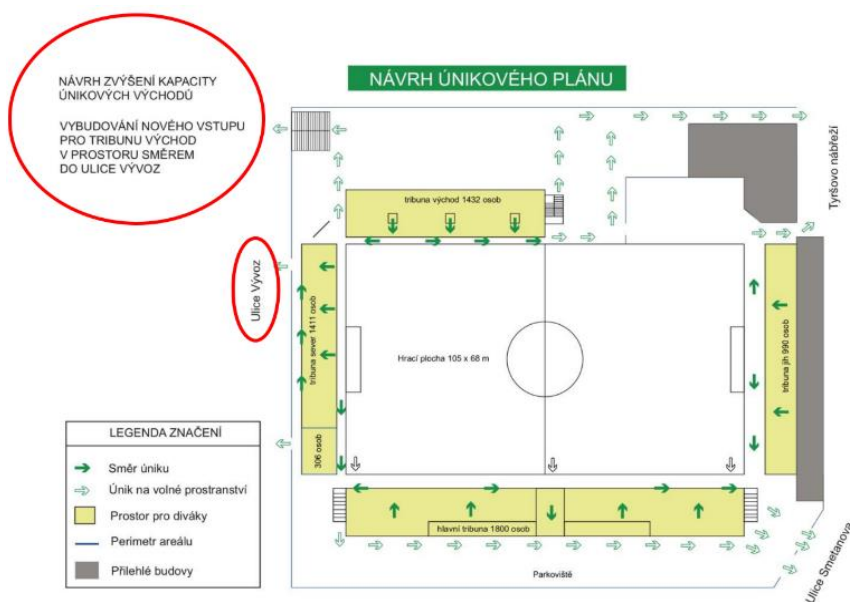 NÁVRH ZVÝŠENÍ KAPACITY
ÚNIKOVÝCH VÝCHODŮ
VYBUDOVÁNÍ NOVÉHO VSTUPU
PRO TRIBUNU VÝCHOD
V PROSTORU SMĚREM
DO ULICE VÝVOZ
NÁVRH ÚNIKOVÉHO PLÁNU
Tyršovo nábřeží
tribuna východ 1432 osob
Ulice Vývoz
tribuna sever 1411 osob
306 osob
Hrací plocha 105 x 68 m
tribuna jih 990 osob
hlavní tribuna 1800 osob
Parkoviště
Ulice Smetanova
LEGENDA ZNAČENÍ
Směr úniku
Únik na volné prostranství
Prostor pro diváky
Perimetr areálu
Přilehlé budovy